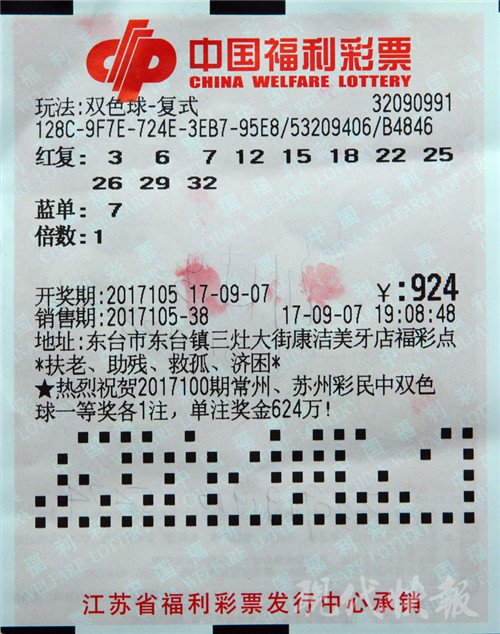 中国福利彩票
CHINA WELFARE LOTTERY
玩法:双色球-复式 32090991
128C-9F7E-724E-3EB7-95E8/53209406/B4846
红复: 3 6 7 12 15 18 22 25
26 29 32
蓝单: 7
倍数:1
开奖期:2017105 17-09-07 ¥:924
销售期:2017105-38 17-09-07 19:08:48
地址:东台市东台镇三灶大街康洁美牙店福彩点
*扶老、助残、救孤、济困*
★热烈祝贺2017100期常州、苏州彩民中双色
球一等奖各1注，单注奖金624万!
江苏省福利彩票发行中心承销
现代快报